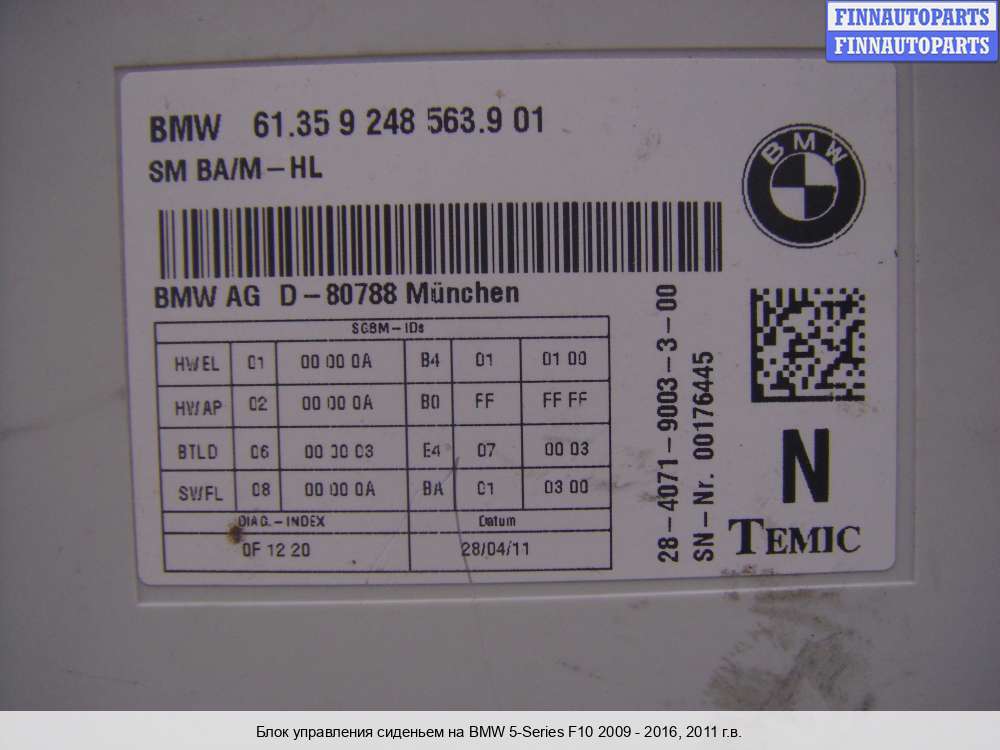 FINNAUTOPARTS
FINNAUTOPARTS
BMW 61.35 9 248 563.9 01
SM BA/M-HL
BMW
BMW AG D-80788 München
SGBM-IDs
HWEL 01 00 00 0A B4 01 01 00
HWAP 02 00 00 0A B0 FF FF FF
BTLD 06 00 00 03 E4 07 00 03
SWFL 08 00 00 0A BA 01 03 00
DIAG.-INDEX Datum
0F 12 20 28/04/11
28-4071-9003-3-00
SN-Nr. 00176445
N
TEMIC
Блок управления сиденьем на BMW 5-Series F10 2009 - 2016, 2011 г.в.